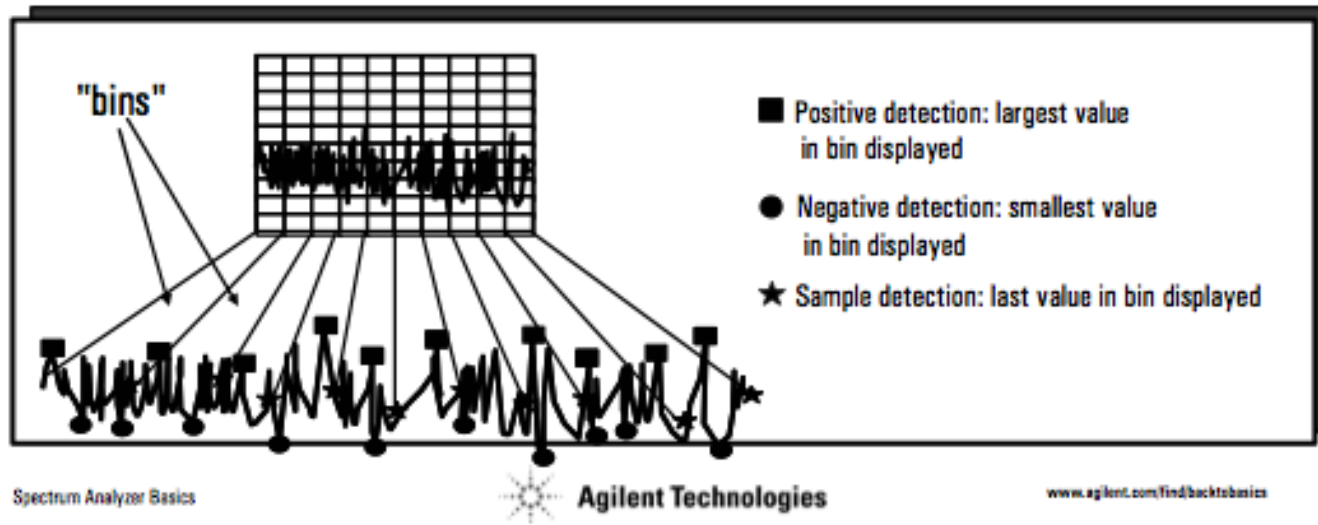 "bins"
Positive detection: largest value
in bin displayed
Negative detection: smallest value
in bin displayed
Sample detection: last value in bin displayed
Spectrum Analyzer Basics
Agilent Technologies
www.agilent.com/find/backtobasics